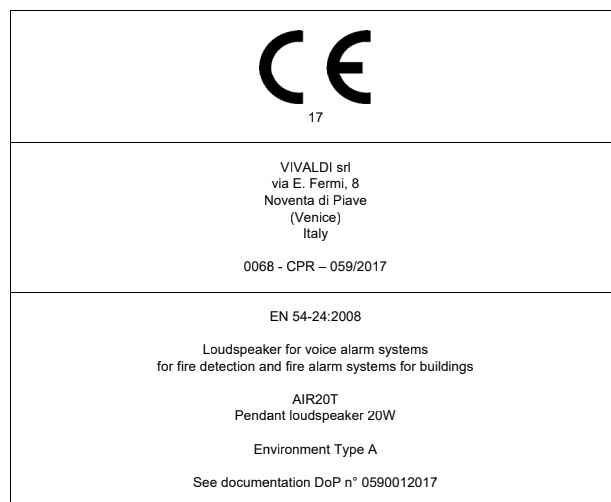 CE
17
VIVALDI srl
via E. Fermi, 8
Noventa di Piave
(Venice)
Italy
0068 - CPR – 059/2017
EN 54-24:2008
Loudspeaker for voice alarm systems
for fire detection and fire alarm systems for buildings
AIR20T
Pendant loudspeaker 20W
Environment Type A
See documentation DoP n° 0590012017